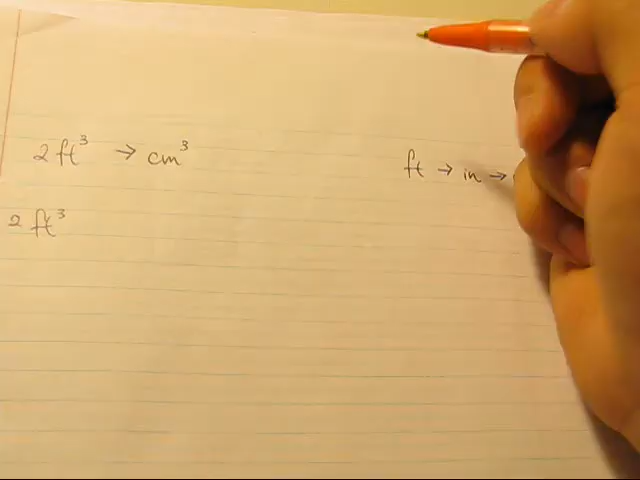 2 ft³ → cm³
ft → in →
2 ft³